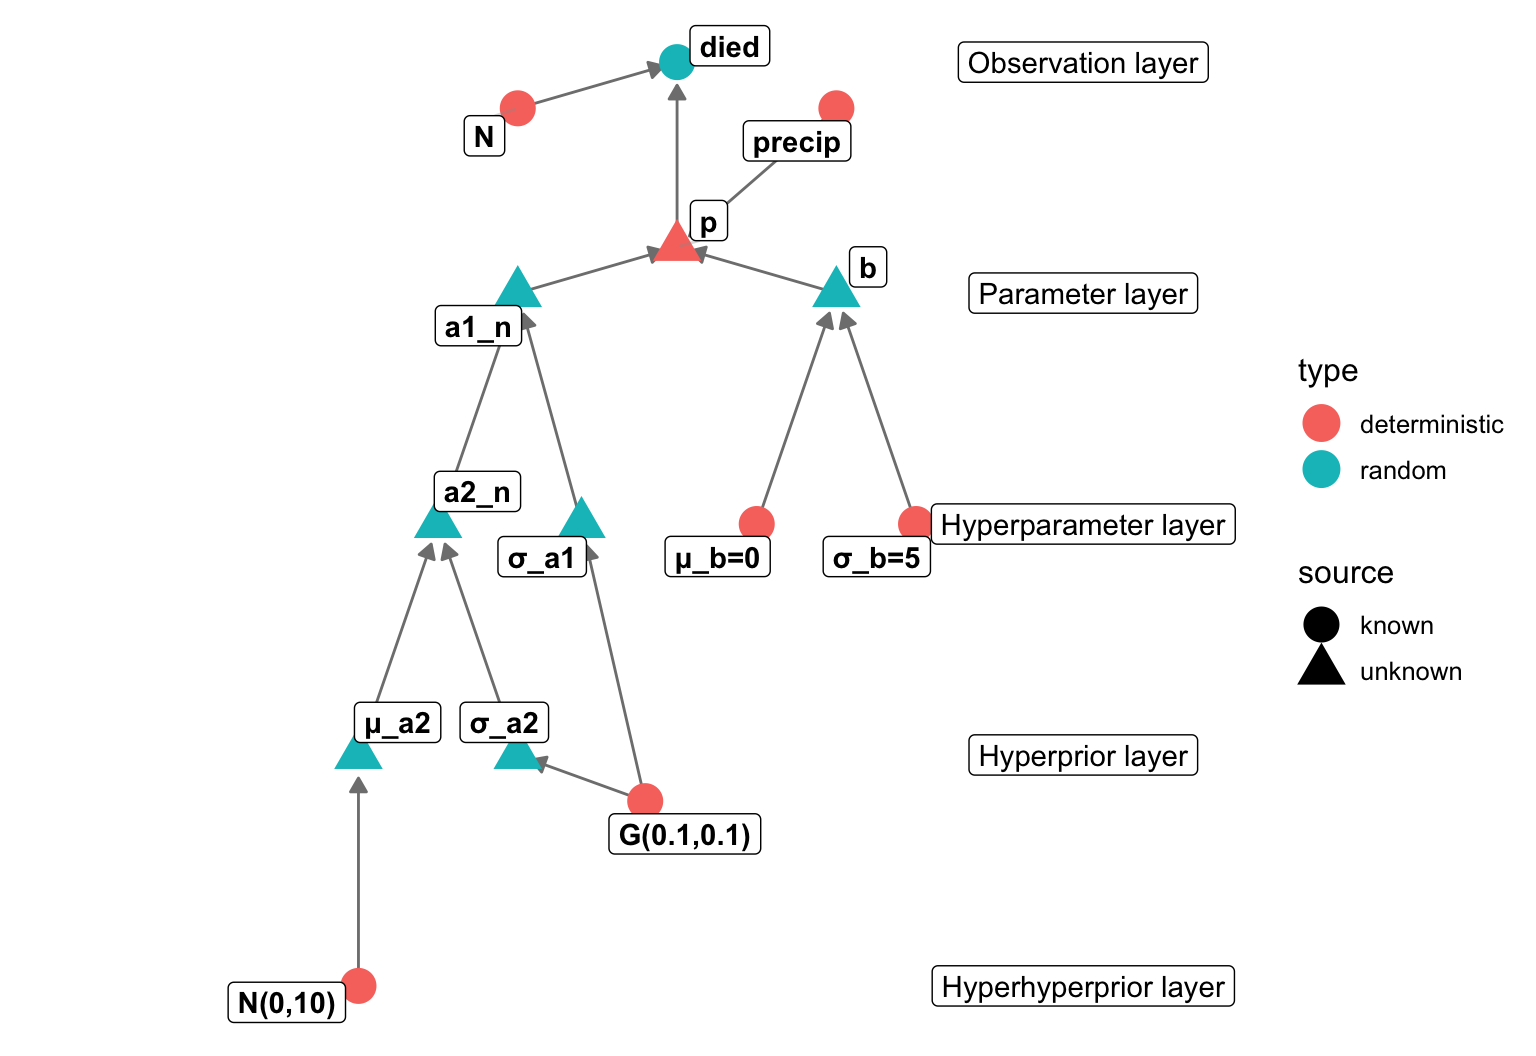 died
Observation layer
N
precip
p
b
Parameter layer
a1_n
type
deterministic
random
a2_n
Hyperparameter layer
σ_a1
μ_b=0
σ_b=5
source
known
unknown
μ_a2
σ_a2
Hyperprior layer
G(0.1,0.1)
N(0,10)
Hyperhyperprior layer